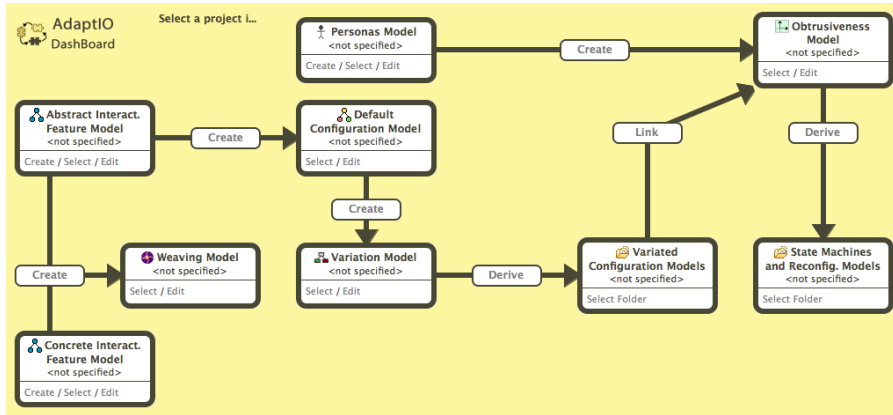 AdaptIO
DashBoard
Select a project i...
Personas Model
<not specified>
Create / Select / Edit
Create
Obtrusiveness
Model
<not specified>
Select / Edit
Abstract Interact.
Feature Model
<not specified>
Create / Select / Edit
Create
Default
Configuration Model
<not specified>
Select / Edit
Link
Derive
Create
Create
Weaving Model
<not specified>
Select / Edit
Variation Model
<not specified>
Select / Edit
Derive
Variated
Configuration Models
<not specified>
Select Folder
State Machines
and Reconfig. Models
<not specified>
Select Folder
Concrete Interact.
Feature Model
<not specified>
Create / Select / Edit